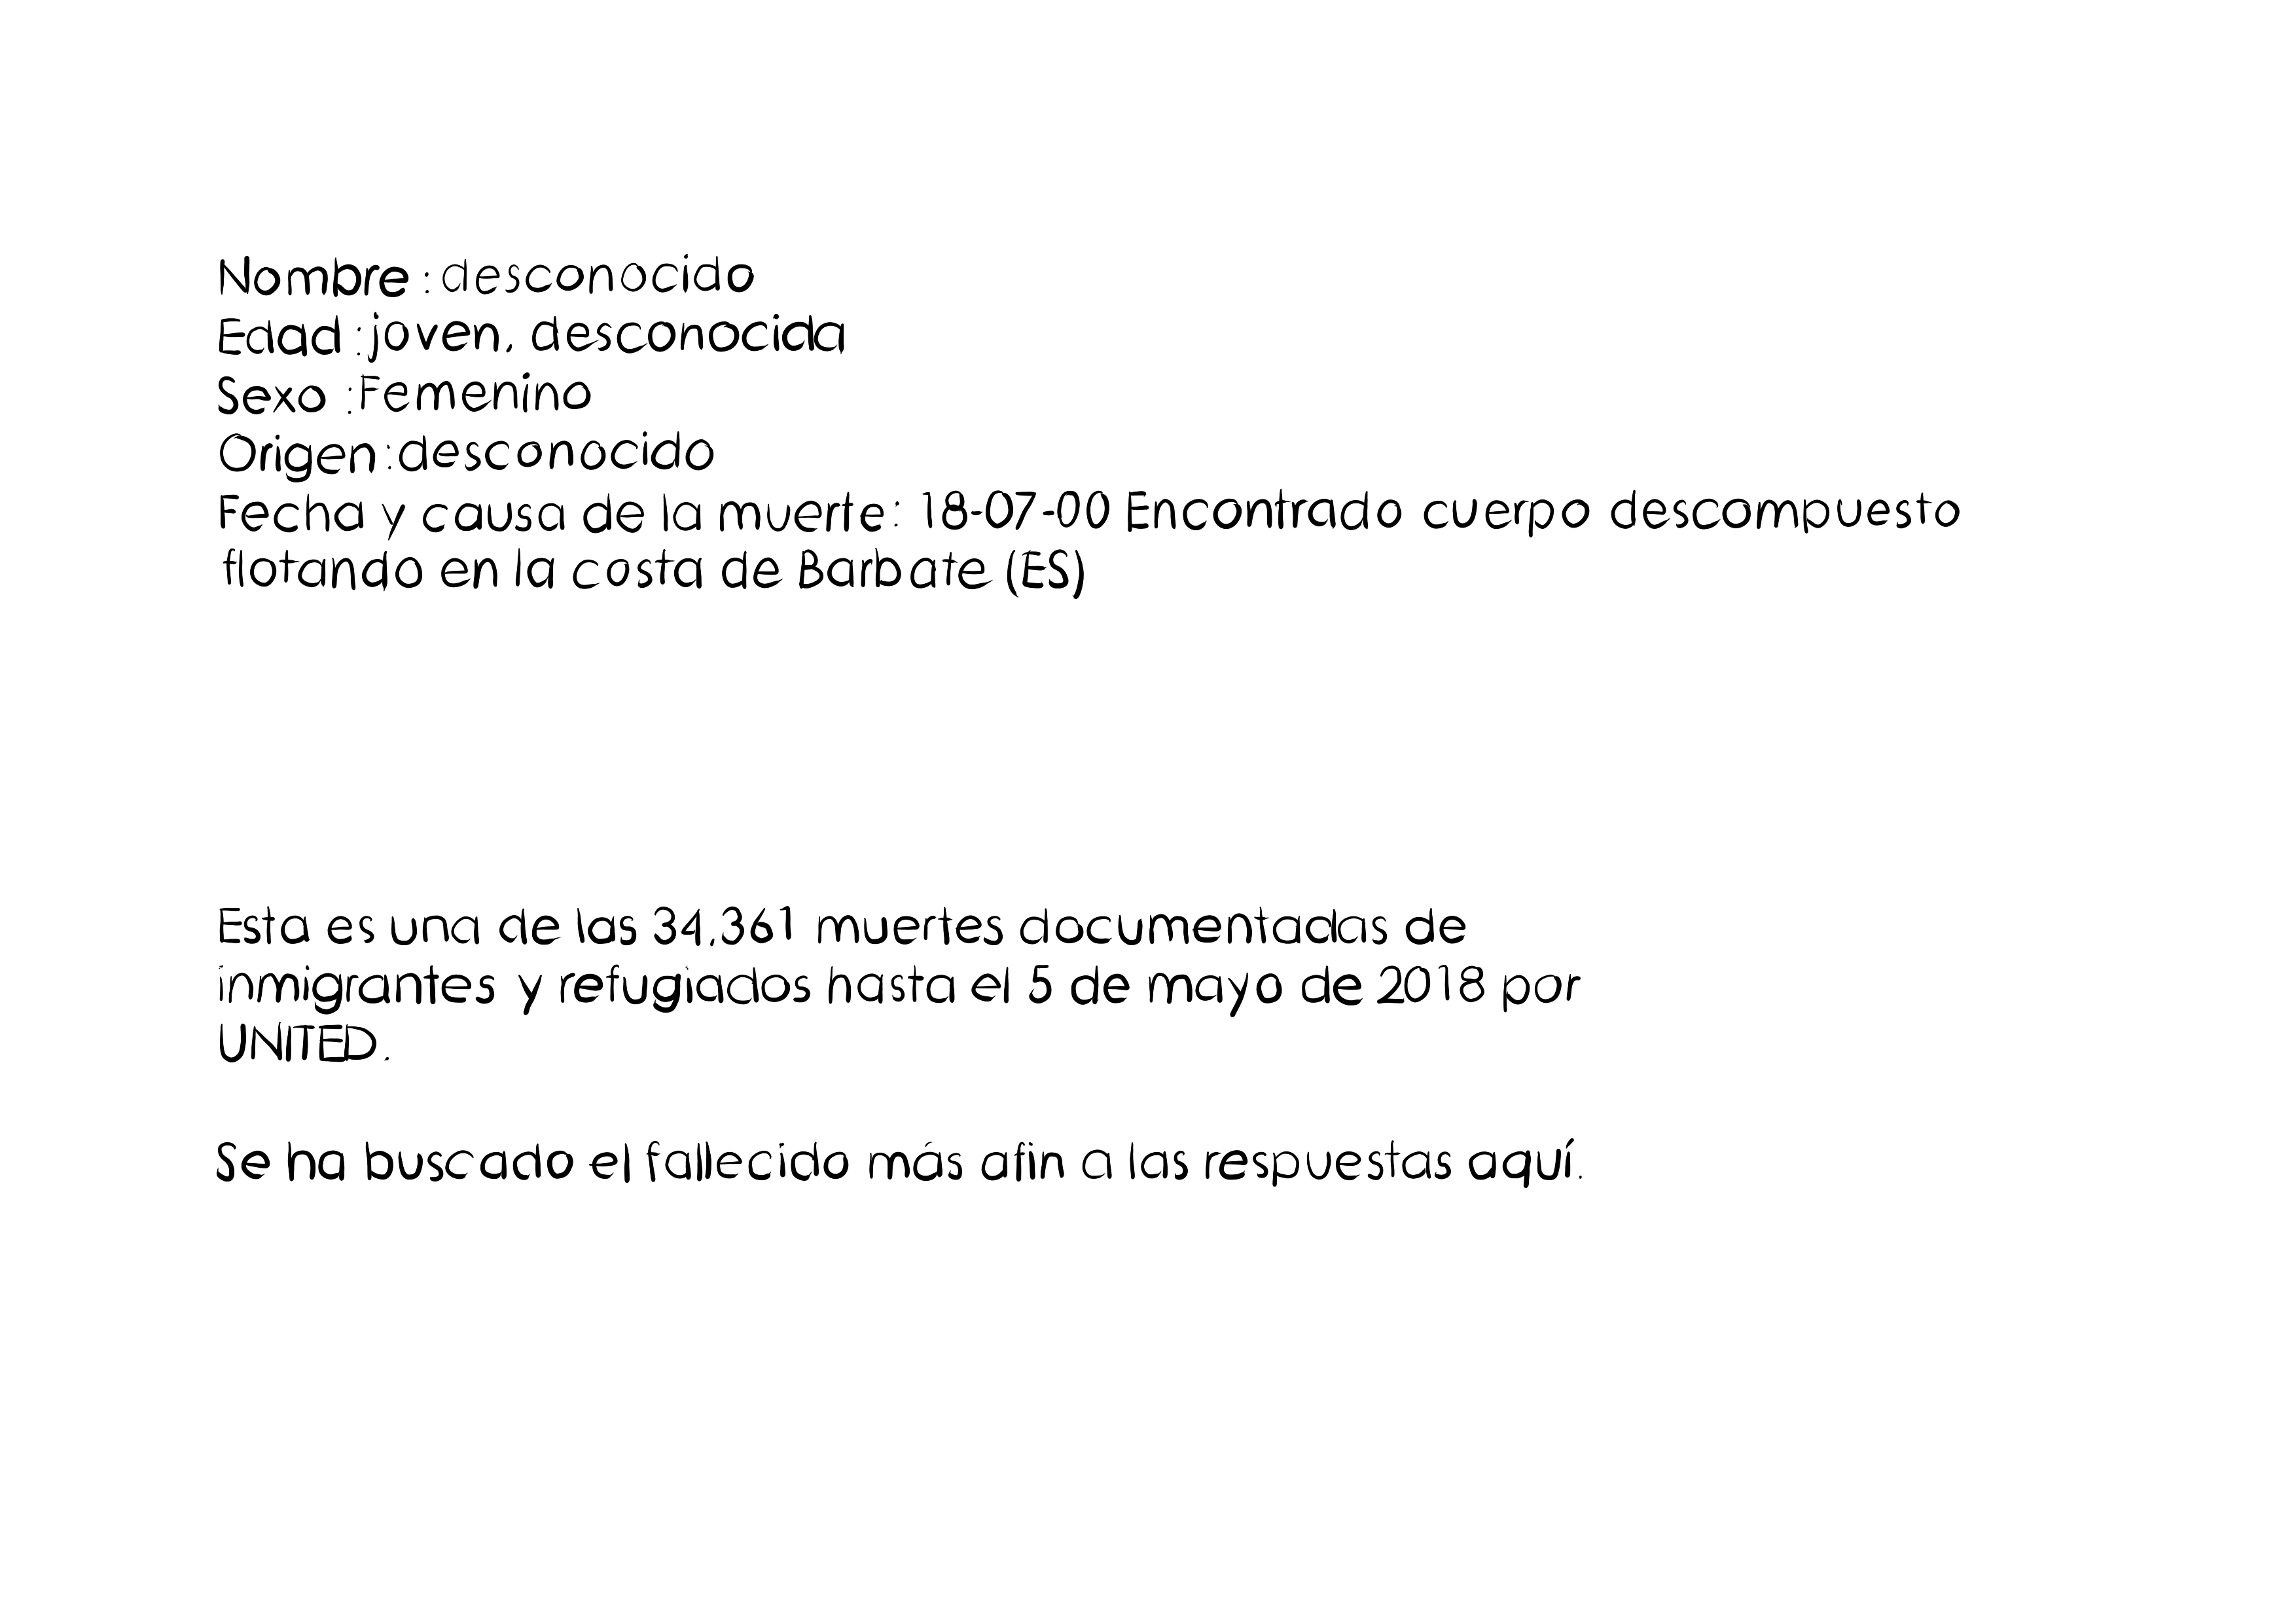 Nombre : desconocido
Edad : joven, desconocida
Sexo : Femenino
Origen: desconocido
Fecha y causa de la muerte: 18-07-00 Encontrado cuerpo descompuesto
flotando en la costa de Barbate (ES)
Esta es una de las 34,361 muertes documentadas de
inmigrantes y refugiados hasta el 5 de mayo de 2018 por
UNITED.
Se ha buscado el fallecido más afin a las respuestas aquí.